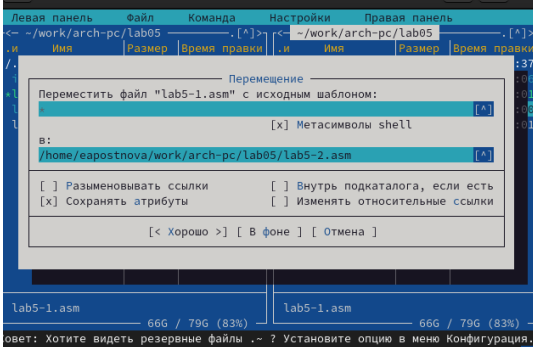 Левая панель Файл Команда Настройки Правая панель
<— ~/work/arch-pc/lab05 .[^]> <— ~/work/arch-pc/lab05 .[^]>
.и Имя Размер Время правки .и Имя Размер Время правки
/.
Перемещение
Переместить файл "lab5-1.asm" с исходным шаблоном:
* [^]
[x] Метасимволы shell
в:
/home/eapostnova/work/arch-pc/lab05/lab5-2.asm [^]
[ ] Разыменовывать ссылки [ ] Внутрь подкаталога, если есть
[x] Сохранять атрибуты [ ] Изменять относительные ссылки
[< Хорошо >] [ В фоне ] [ Отмена ]
lab5-1.asm lab5-1.asm
66G / 79G (83%) 66G / 79G (83%)
Совет: Хотите видеть резервные файлы .~ ? Установите опцию в меню Конфигурация.